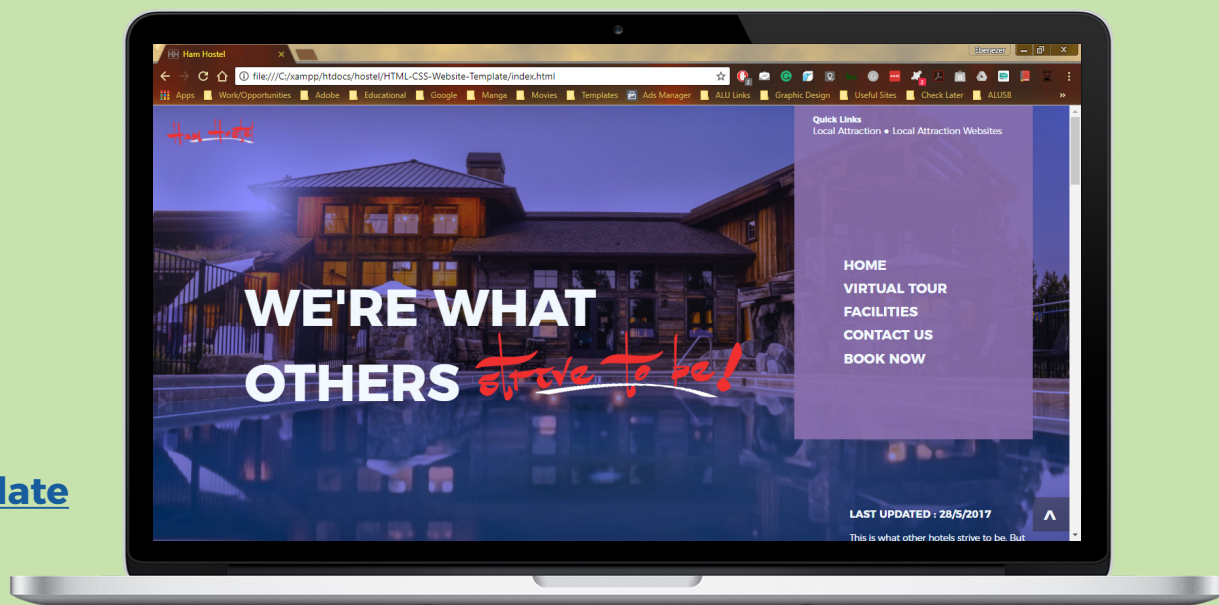 HH Ham Hostel
Ebenezer
file:///C:/xampp/htdocs/hostel/HTML-CSS-Website-Template/index.html
Apps Work/Opportunities Adobe Educational Google Manga Movies Templates Ads Manager ALU Links Graphic Design Useful Sites Check Later ALUSB »
Ham Hostel
Quick Links
Local Attraction • Local Attraction Websites
HOME
VIRTUAL TOUR
FACILITIES
CONTACT US
BOOK NOW
WE'RE WHAT
OTHERS strive to be!
late
LAST UPDATED : 28/5/2017
This is what other hotels strive to be. But